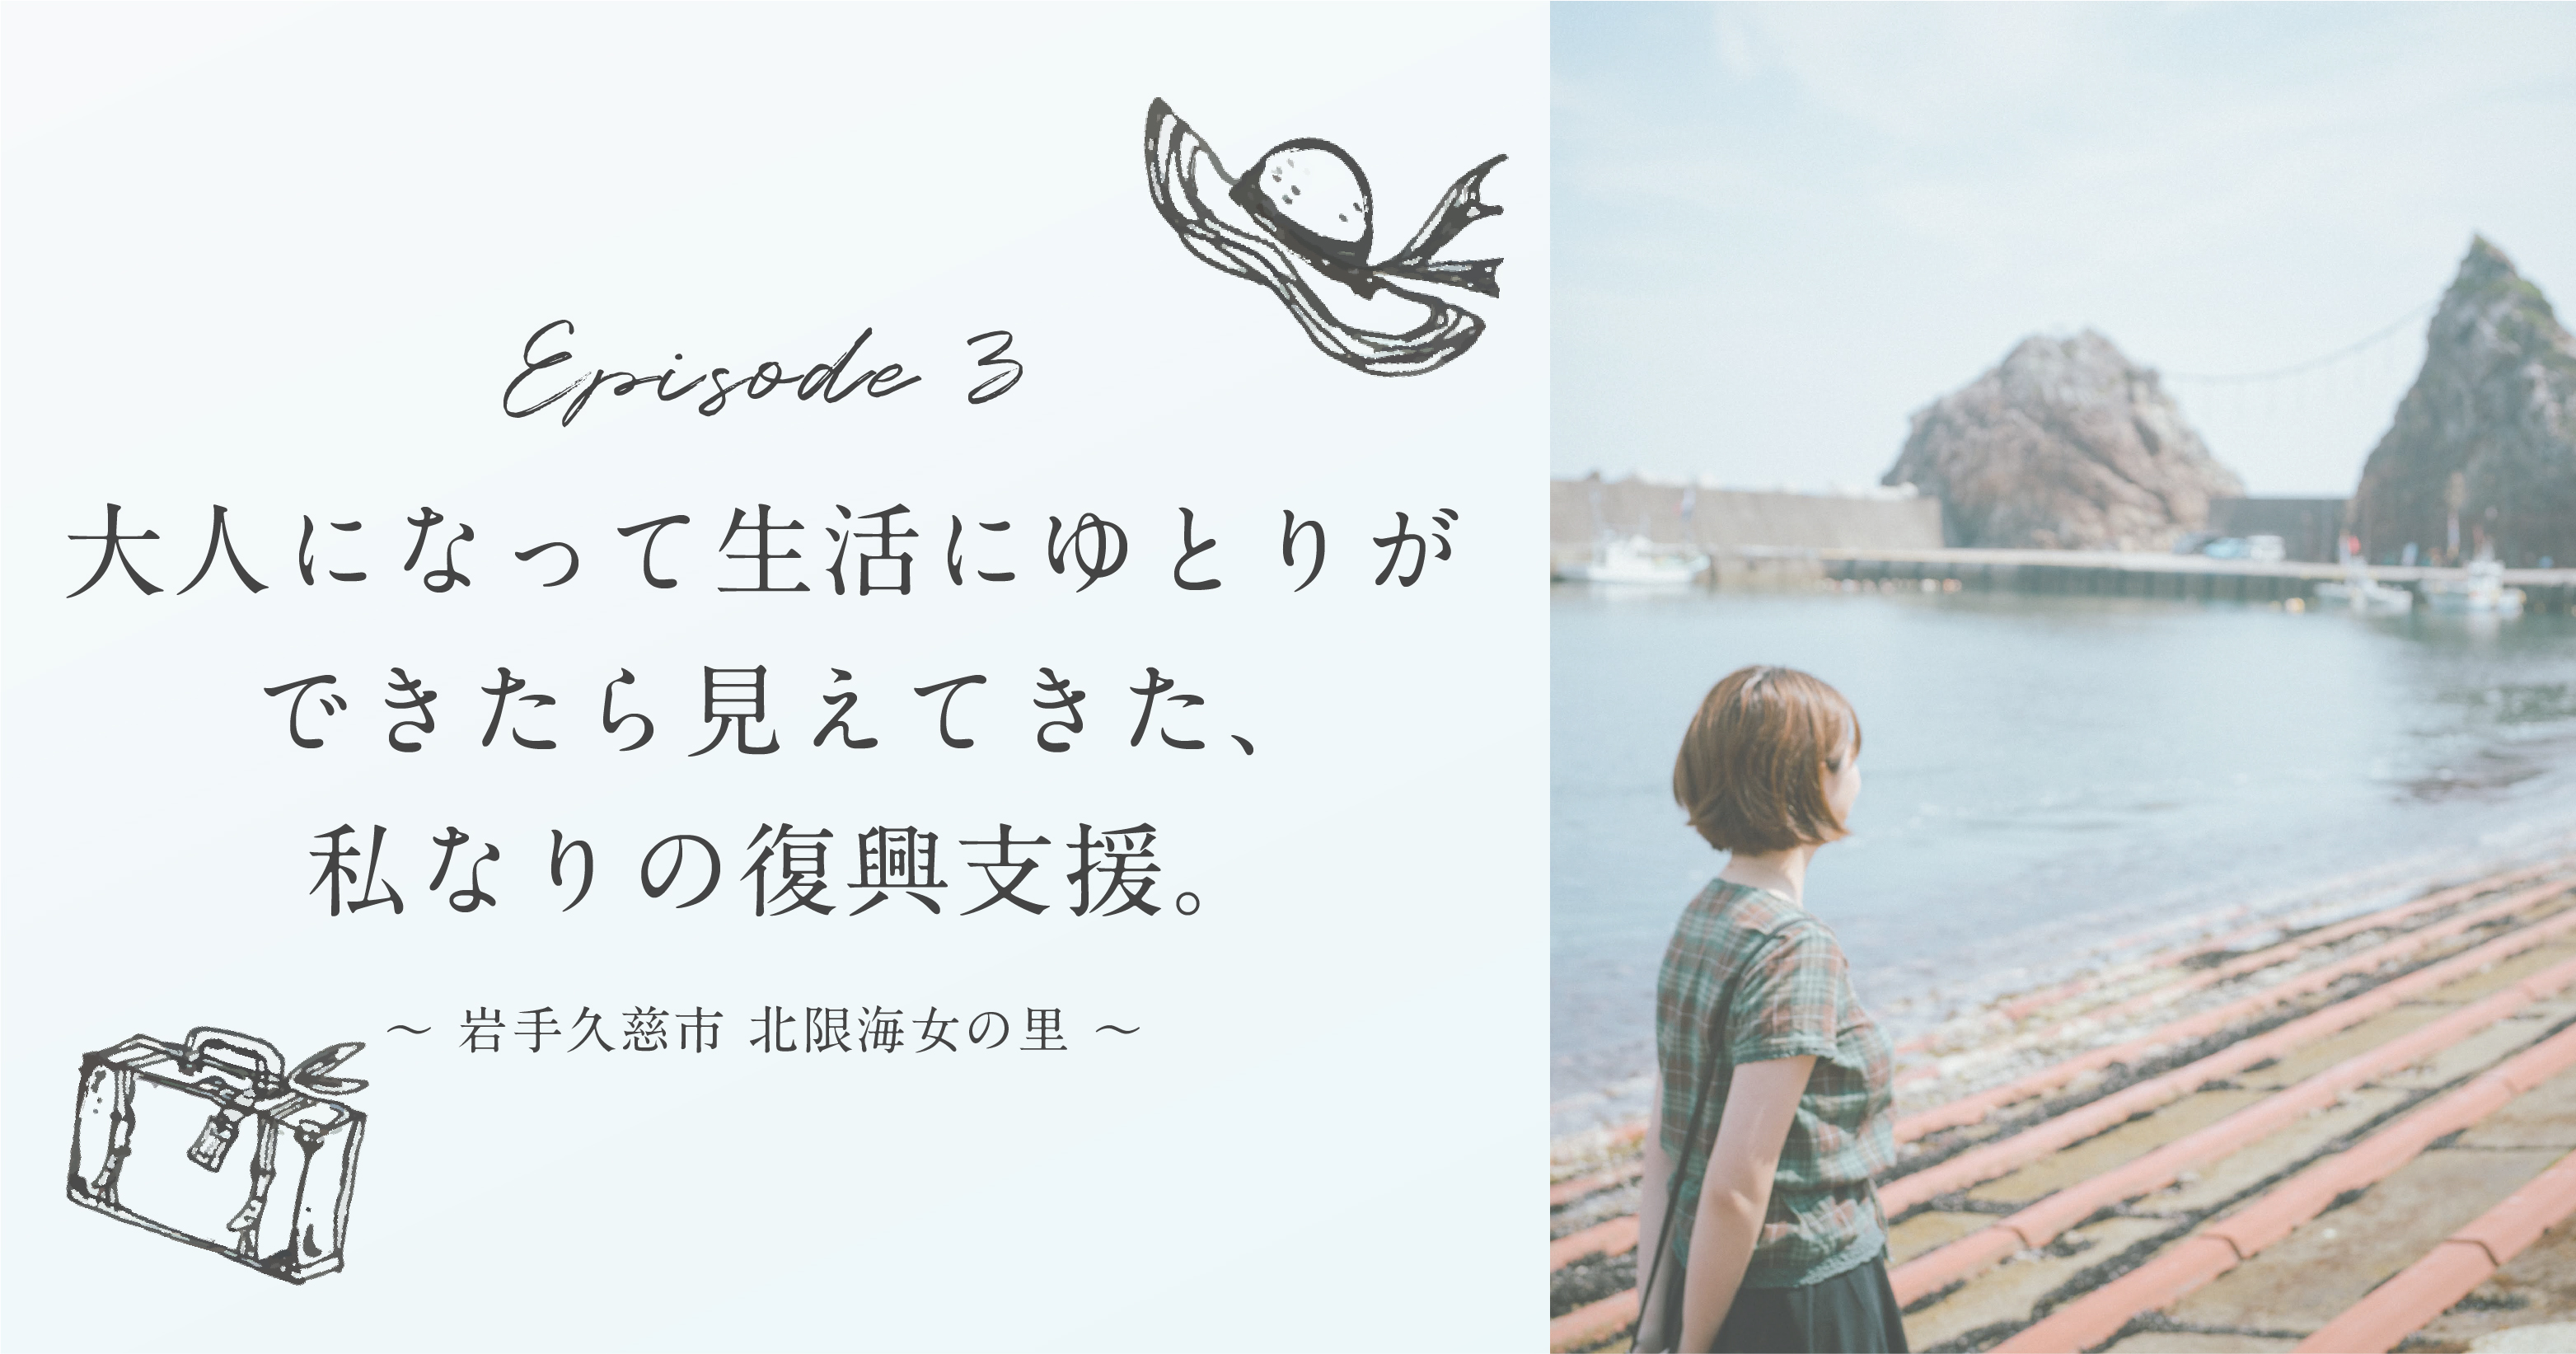 Episode 3
大人になって生活にゆとりが
できたら見えてきた、
私なりの復興支援。
～ 岩手久慈市 北限海女の里 ～